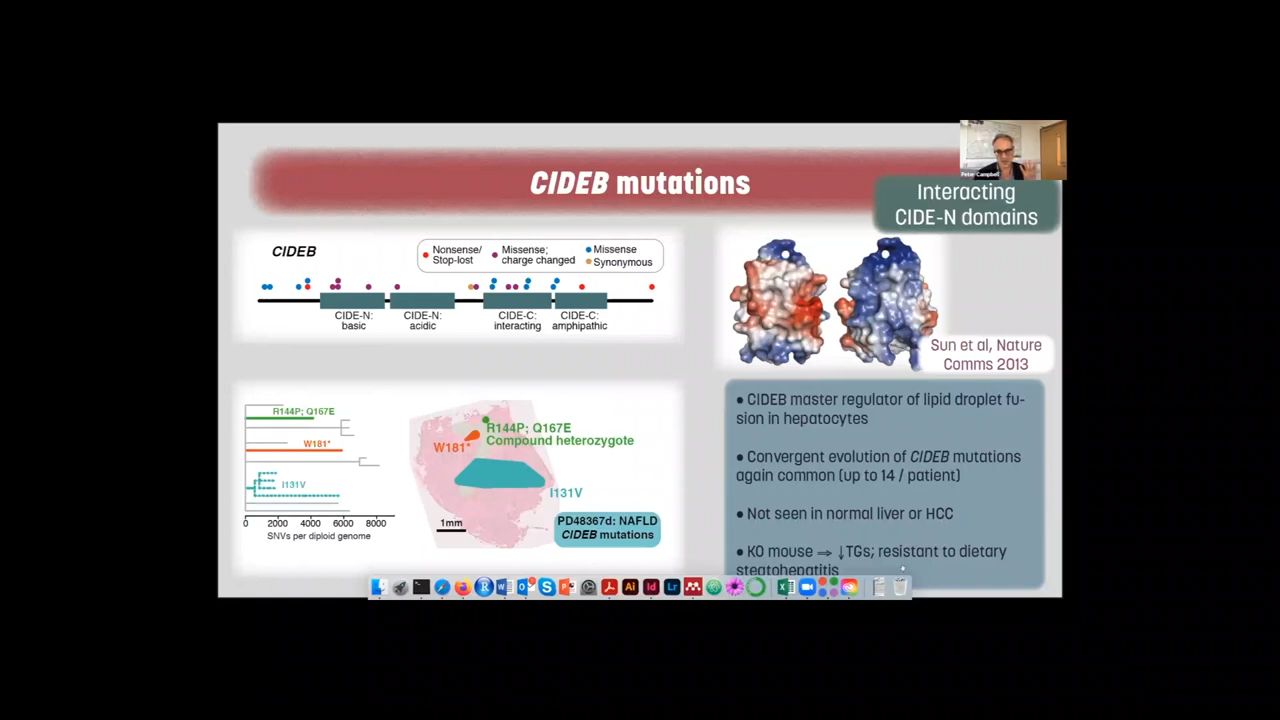 CIDEB mutations
Peter Campbell
Interacting
CIDE-N domains
CIDEB
Nonsense/
Stop-lost
Missense;
charge changed
Missense
Synonymous
CIDE-N:
basic
CIDE-N:
acidic
CIDE-C:
interacting
CIDE-C:
amphipathic
Sun et al, Nature
Comms 2013
R144P; Q167E
W181*
I131V
0 2000 4000 6000 8000
SNVs per diploid genome
R144P; Q167E
Compound heterozygote
W181*
I131V
1mm
PD48367d: NAFLD
CIDEB mutations
● CIDEB master regulator of lipid droplet fu-
sion in hepatocytes
● Convergent evolution of CIDEB mutations
again common (up to 14 / patient)
● Not seen in normal liver or HCC
● KO mouse ⇒ ↓TGs; resistant to dietary
steatohepatitis